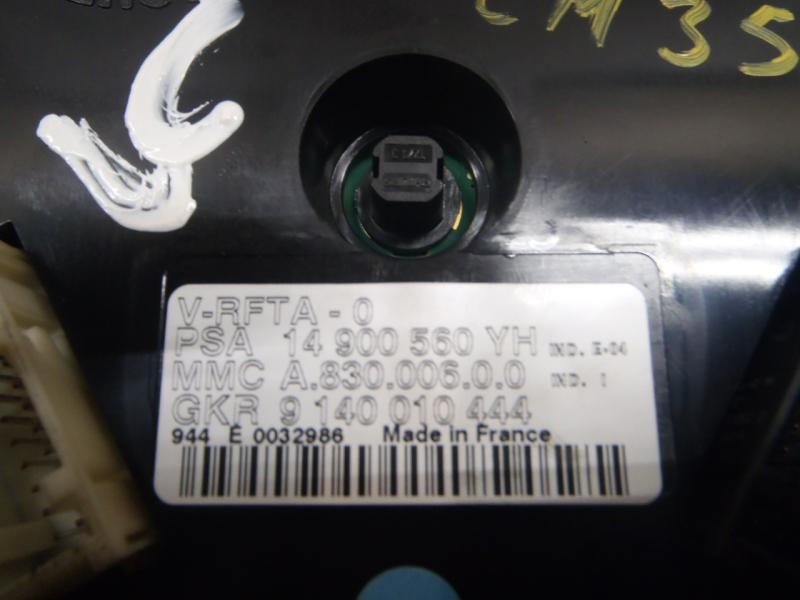 CM35
V-RFTA - 0
PSA 14 900 560 YH IND. E-04
MMC A.830.006.0.0 IND. I
GKR 9 140 010 444
944 E 0032986 Made in France